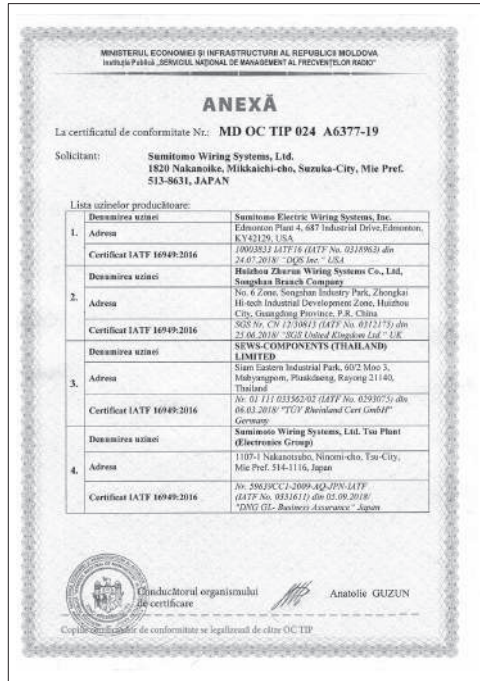 MINISTERUL ECONOMIEI ȘI INFRASTRUCTURII AL REPUBLICII MOLDOVA
Instituția Publică „SERVICIUL NAȚIONAL DE MANAGEMENT AL FRECVENȚELOR RADIO”
ANEXĂ
La certificatul de conformitate Nr.: MD OC TIP 024 A6377-19
Solicitant: Sumitomo Wiring Systems, Ltd.
1820 Nakanoike, Mikkaichi-cho, Suzuka-City, Mie Pref.
513-8631, JAPAN
Lista uzinelor producătoare:
1.
Denumirea uzinei Sumitomo Electric Wiring Systems, Inc.
Adresa Edmonton Plant 4, 687 Industrial Drive, Edmonton,
KY42129, USA
Certificat IATF 16949:2016 10003833 IATF16 (IATF No. 0318963) din
24.07.2018/ "DQS Inc." USA
2.
Denumirea uzinei Huizhou Zhurun Wiring Systems Co., Ltd,
Songshan Branch Company
Adresa No. 6 Zone, Songshan Industry Park, Zhongkai
Hi-tech Industrial Development Zone, Huizhou
City, Guangdong Province, P.R. China
Certificat IATF 16949:2016 SGS Nr. CN 12/30813 (IATF No. 0312175) din
25.06.2018/ "SGS United Kingdom Ltd" UK
3.
Denumirea uzinei SEWS-COMPONENTS (THAILAND)
LIMITED
Adresa Siam Eastern Industrial Park, 60/2 Moo 3,
Mabyangporn, Pluakdaeng, Rayong 21140,
Thailand
Certificat IATF 16949:2016 Nr. 01 111 033562/02 (IATF No. 0293075) din
06.03.2018/ "TÜV Rheinland Cert GmbH"
Germany
4.
Denumirea uzinei Sumimoto Wiring Systems, Ltd. Tsu Plant
(Electronics Group)
Adresa 1107-1 Nakanotsubo, Ninomi-cho, Tsu-City,
Mie Pref. 514-1116, Japan
Certificat IATF 16949:2016 Nr. 59639CC1-2009-AQ-JPN-IATF
(IATF No. 0331611) din 05.09.2018/
"DNG GL- Business Assurance" Japan
Conducătorul organismului
de certificare Anatolie GUZUN
Copiile certificatelor de conformitate se legalizează de către OC TIP